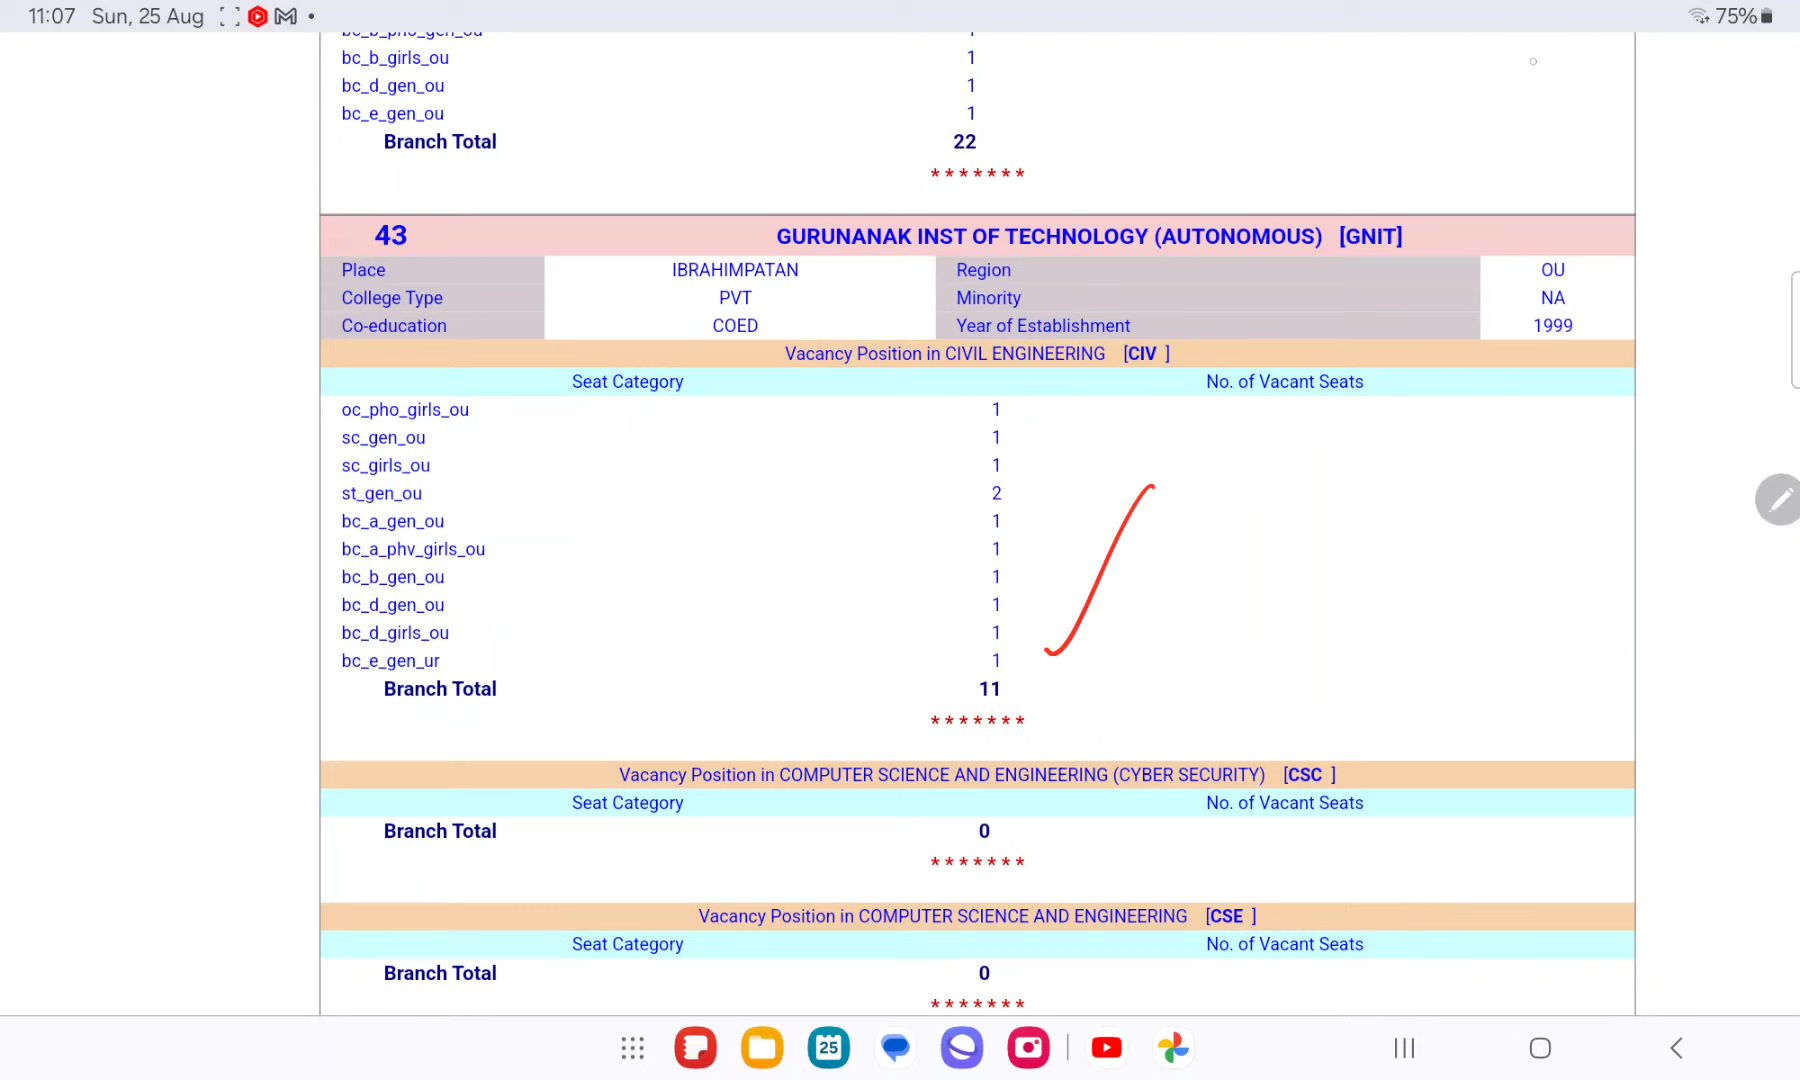 11:07 Sun, 25 Aug 75%
bc_b_pho_gen_ou 1
bc_b_girls_ou 1
bc_d_gen_ou 1
bc_e_gen_ou 1
Branch Total 22
*******
43 GURUNANAK INST OF TECHNOLOGY (AUTONOMOUS) [GNIT]
Place IBRAHIMPATAN Region OU
College Type PVT Minority NA
Co-education COED Year of Establishment 1999
Vacancy Position in CIVIL ENGINEERING [CIV ]
Seat Category No. of Vacant Seats
oc_pho_girls_ou 1
sc_gen_ou 1
sc_girls_ou 1
st_gen_ou 2
bc_a_gen_ou 1
bc_a_phv_girls_ou 1
bc_b_gen_ou 1
bc_d_gen_ou 1
bc_d_girls_ou 1
bc_e_gen_ur 1
Branch Total 11
*******
Vacancy Position in COMPUTER SCIENCE AND ENGINEERING (CYBER SECURITY) [CSC ]
Seat Category No. of Vacant Seats
Branch Total 0
*******
Vacancy Position in COMPUTER SCIENCE AND ENGINEERING [CSE ]
Seat Category No. of Vacant Seats
Branch Total 0
*******
25